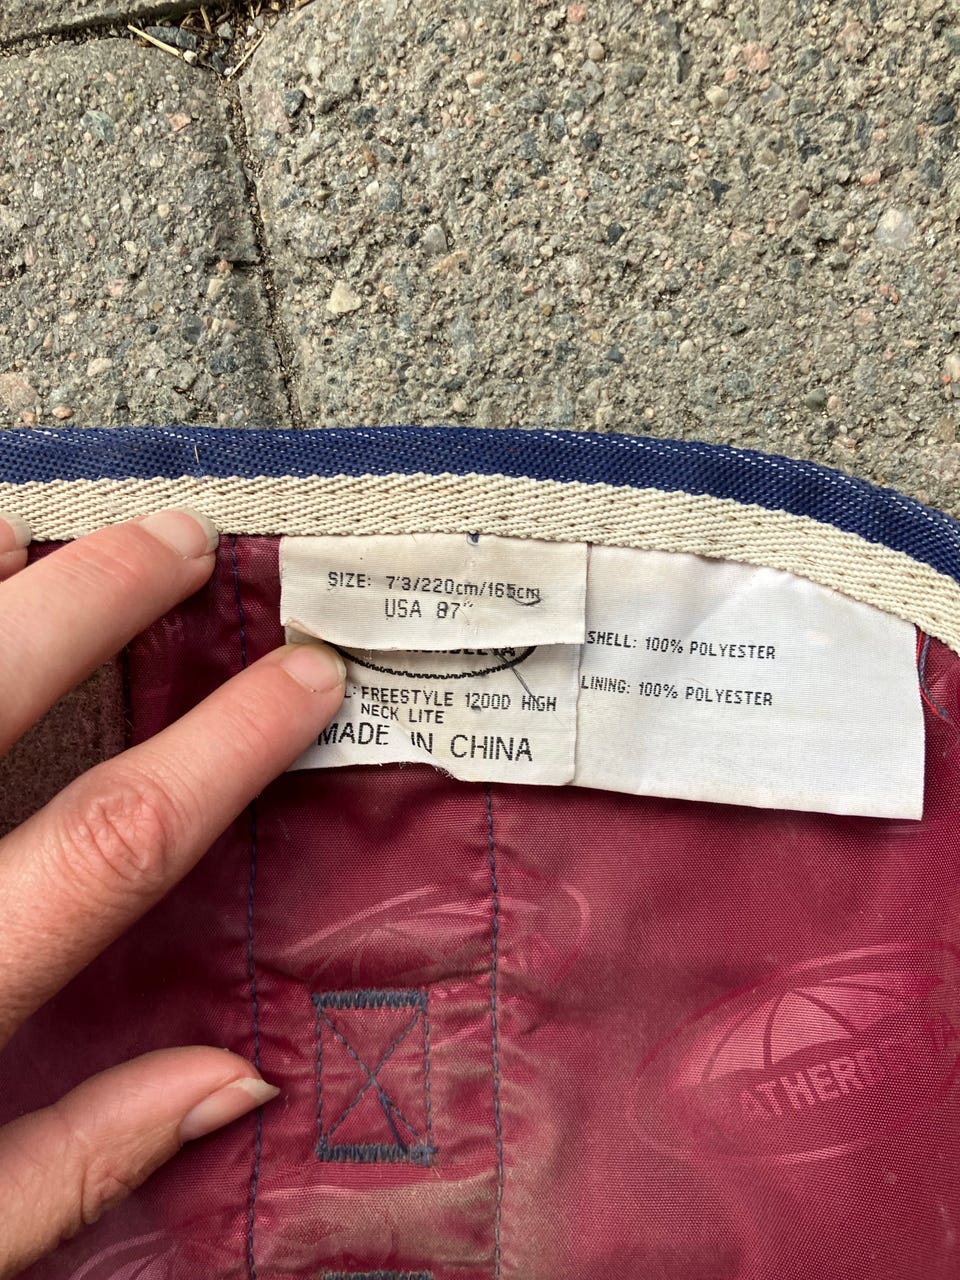 SIZE: 7'3/220cm/165cm
USA 87"
L: FREESTYLE 1200D HIGH
NECK LITE
MADE IN CHINA
SHELL: 100% POLYESTER
LINING: 100% POLYESTER